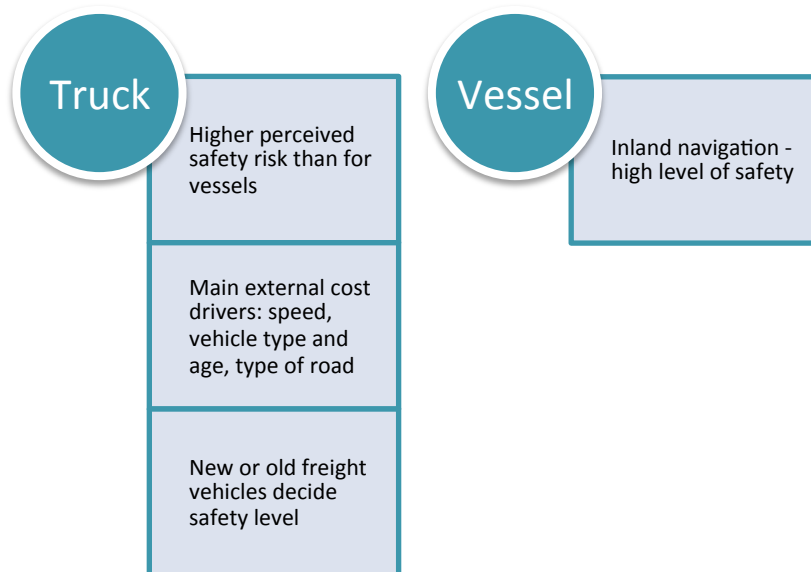 Truck
Higher perceived
safety risk than for
vessels
Main external cost
drivers: speed,
vehicle type and
age, type of road
New or old freight
vehicles decide
safety level
Vessel
Inland navigation -
high level of safety